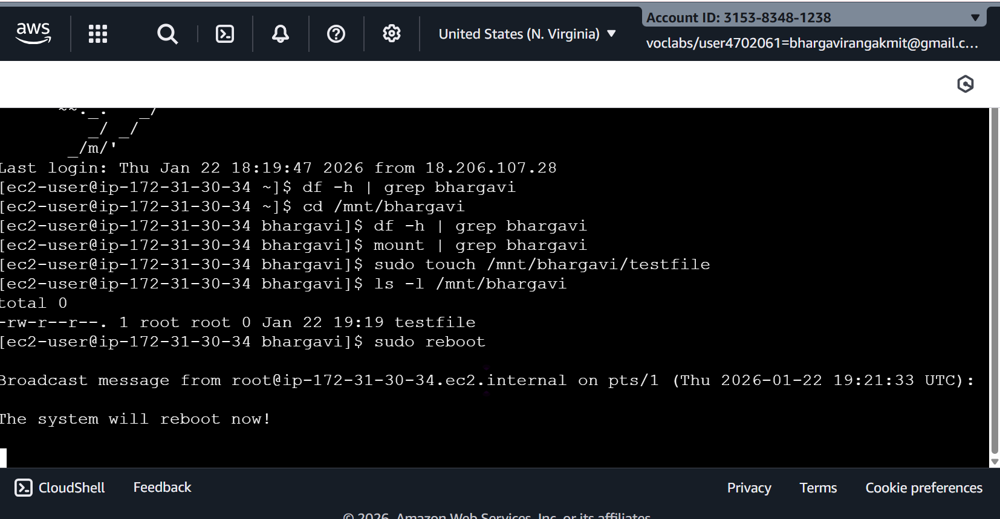 aws
United States (N. Virginia) ▼
Account ID: 3153-8348-1238
voclabs/user4702061=bhargavirangakmit@gmail.c...
~~._.   _/
_/ _/
_/m/'
Last login: Thu Jan 22 18:19:47 2026 from 18.206.107.28
[ec2-user@ip-172-31-30-34 ~]$ df -h | grep bhargavi
[ec2-user@ip-172-31-30-34 ~]$ cd /mnt/bhargavi
[ec2-user@ip-172-31-30-34 bhargavi]$ df -h | grep bhargavi
[ec2-user@ip-172-31-30-34 bhargavi]$ mount | grep bhargavi
[ec2-user@ip-172-31-30-34 bhargavi]$ sudo touch /mnt/bhargavi/testfile
[ec2-user@ip-172-31-30-34 bhargavi]$ ls -l /mnt/bhargavi
total 0
-rw-r--r--. 1 root root 0 Jan 22 19:19 testfile
[ec2-user@ip-172-31-30-34 bhargavi]$ sudo reboot
Broadcast message from root@ip-172-31-30-34.ec2.internal on pts/1 (Thu 2026-01-22 19:21:33 UTC):
The system will reboot now!
CloudShell
Feedback
Privacy
Terms
Cookie preferences
© 2026, Amazon Web Services, Inc. or its affiliates.